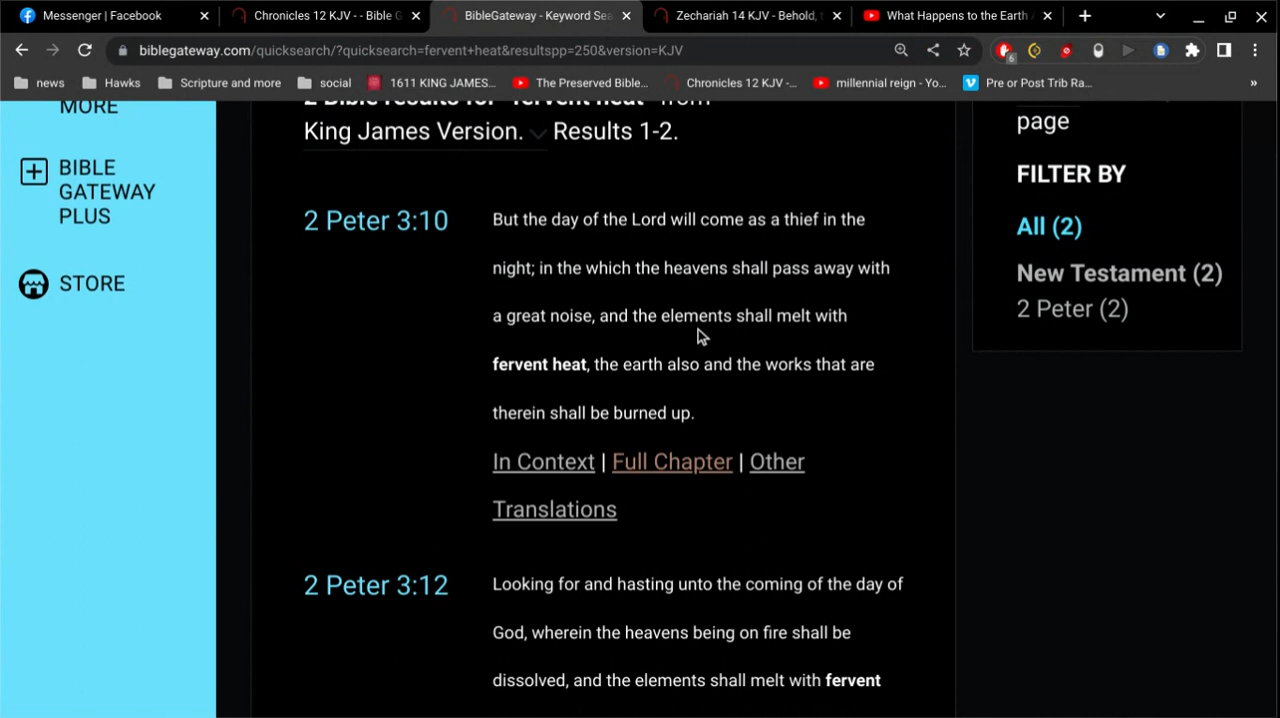 Messenger | Facebook
Chronicles 12 KJV - - Bible G
BibleGateway - Keyword Sea
Zechariah 14 KJV - Behold, t
What Happens to the Earth
biblegateway.com/quicksearch/?quicksearch=fervent+heat&resultspp=250&version=KJV
6
news
Hawks
Scripture and more
social
1611 KING JAMES...
The Preserved Bible...
Chronicles 12 KJV -...
millennial reign - Yo...
Pre or Post Trib Ra...
»
MORE
BIBLE
GATEWAY
PLUS
STORE
2 Bible results for "fervent heat" from
King James Version. Results 1-2.
2 Peter 3:10
But the day of the Lord will come as a thief in the
night; in the which the heavens shall pass away with
a great noise, and the elements shall melt with
fervent heat, the earth also and the works that are
therein shall be burned up.
In Context | Full Chapter | Other
Translations
2 Peter 3:12
Looking for and hasting unto the coming of the day of
God, wherein the heavens being on fire shall be
dissolved, and the elements shall melt with fervent
page
FILTER BY
All (2)
New Testament (2)
2 Peter (2)